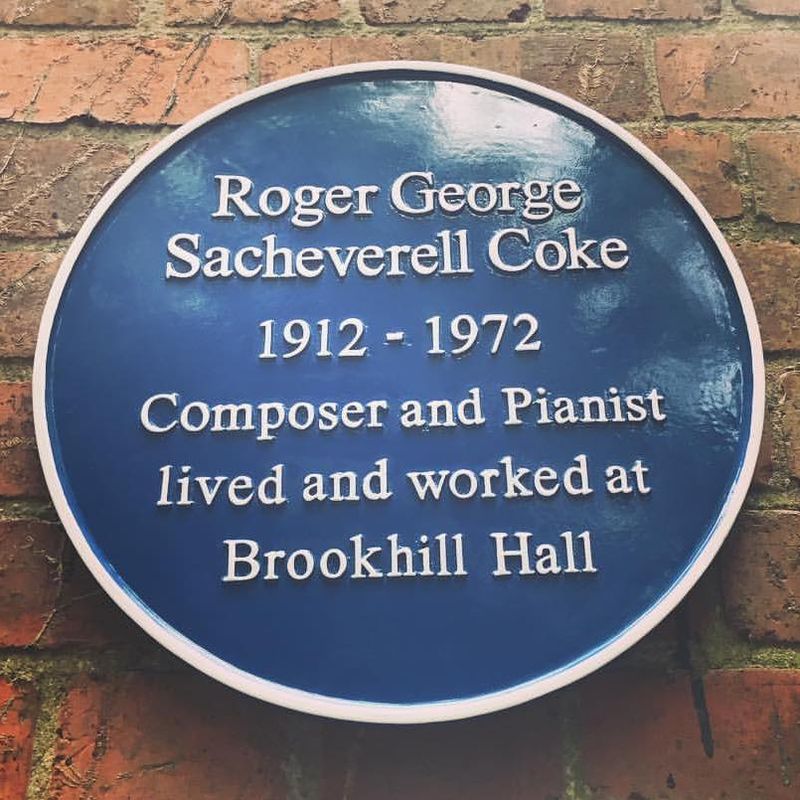 Roger George
Sacheverell Coke
1912 - 1972
Composer and Pianist
lived and worked at
Brookhill Hall